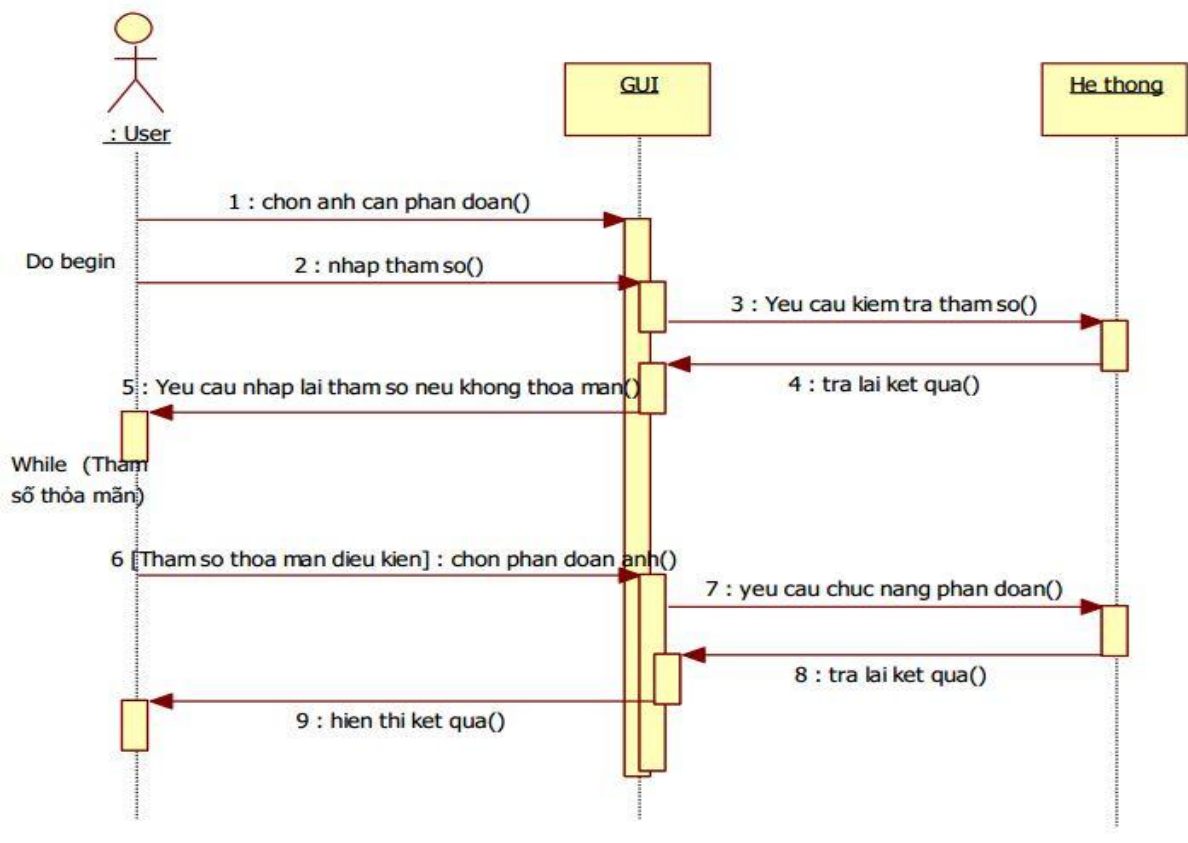 : User
GUI
He thong
1 : chon anh can phan doan()
Do begin
2 : nhap tham so()
3 : Yeu cau kiem tra tham so()
4 : tra lai ket qua()
5 : Yeu cau nhap lai tham so neu khong thoa man()
While (Tham
số thỏa mãn)
6 [Tham so thoa man dieu kien] : chon phan doan anh()
7 : yeu cau chuc nang phan doan()
8 : tra lai ket qua()
9 : hien thi ket qua()